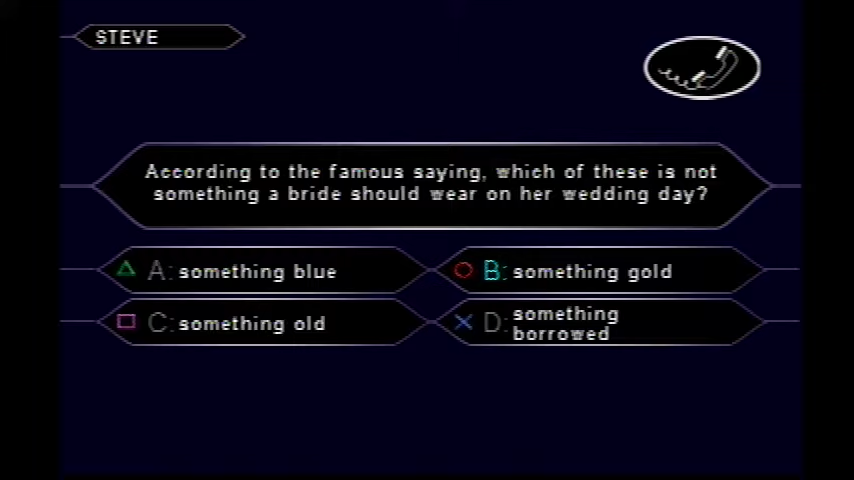 STEVE
According to the famous saying, which of these is not
something a bride should wear on her wedding day?
A: something blue
B: something gold
C: something old
D: something
borrowed